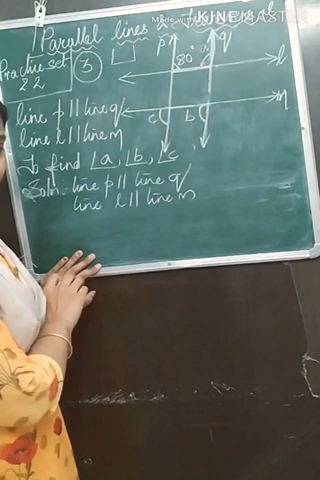 Made with KINEMASTER
Parallel lines &
Practice set
2.2
3
p q
80° a
l
m
c b
line p || line q
line l || line m
To find ∠a, ∠b, ∠c
Soln. line p || line q
line l || line m